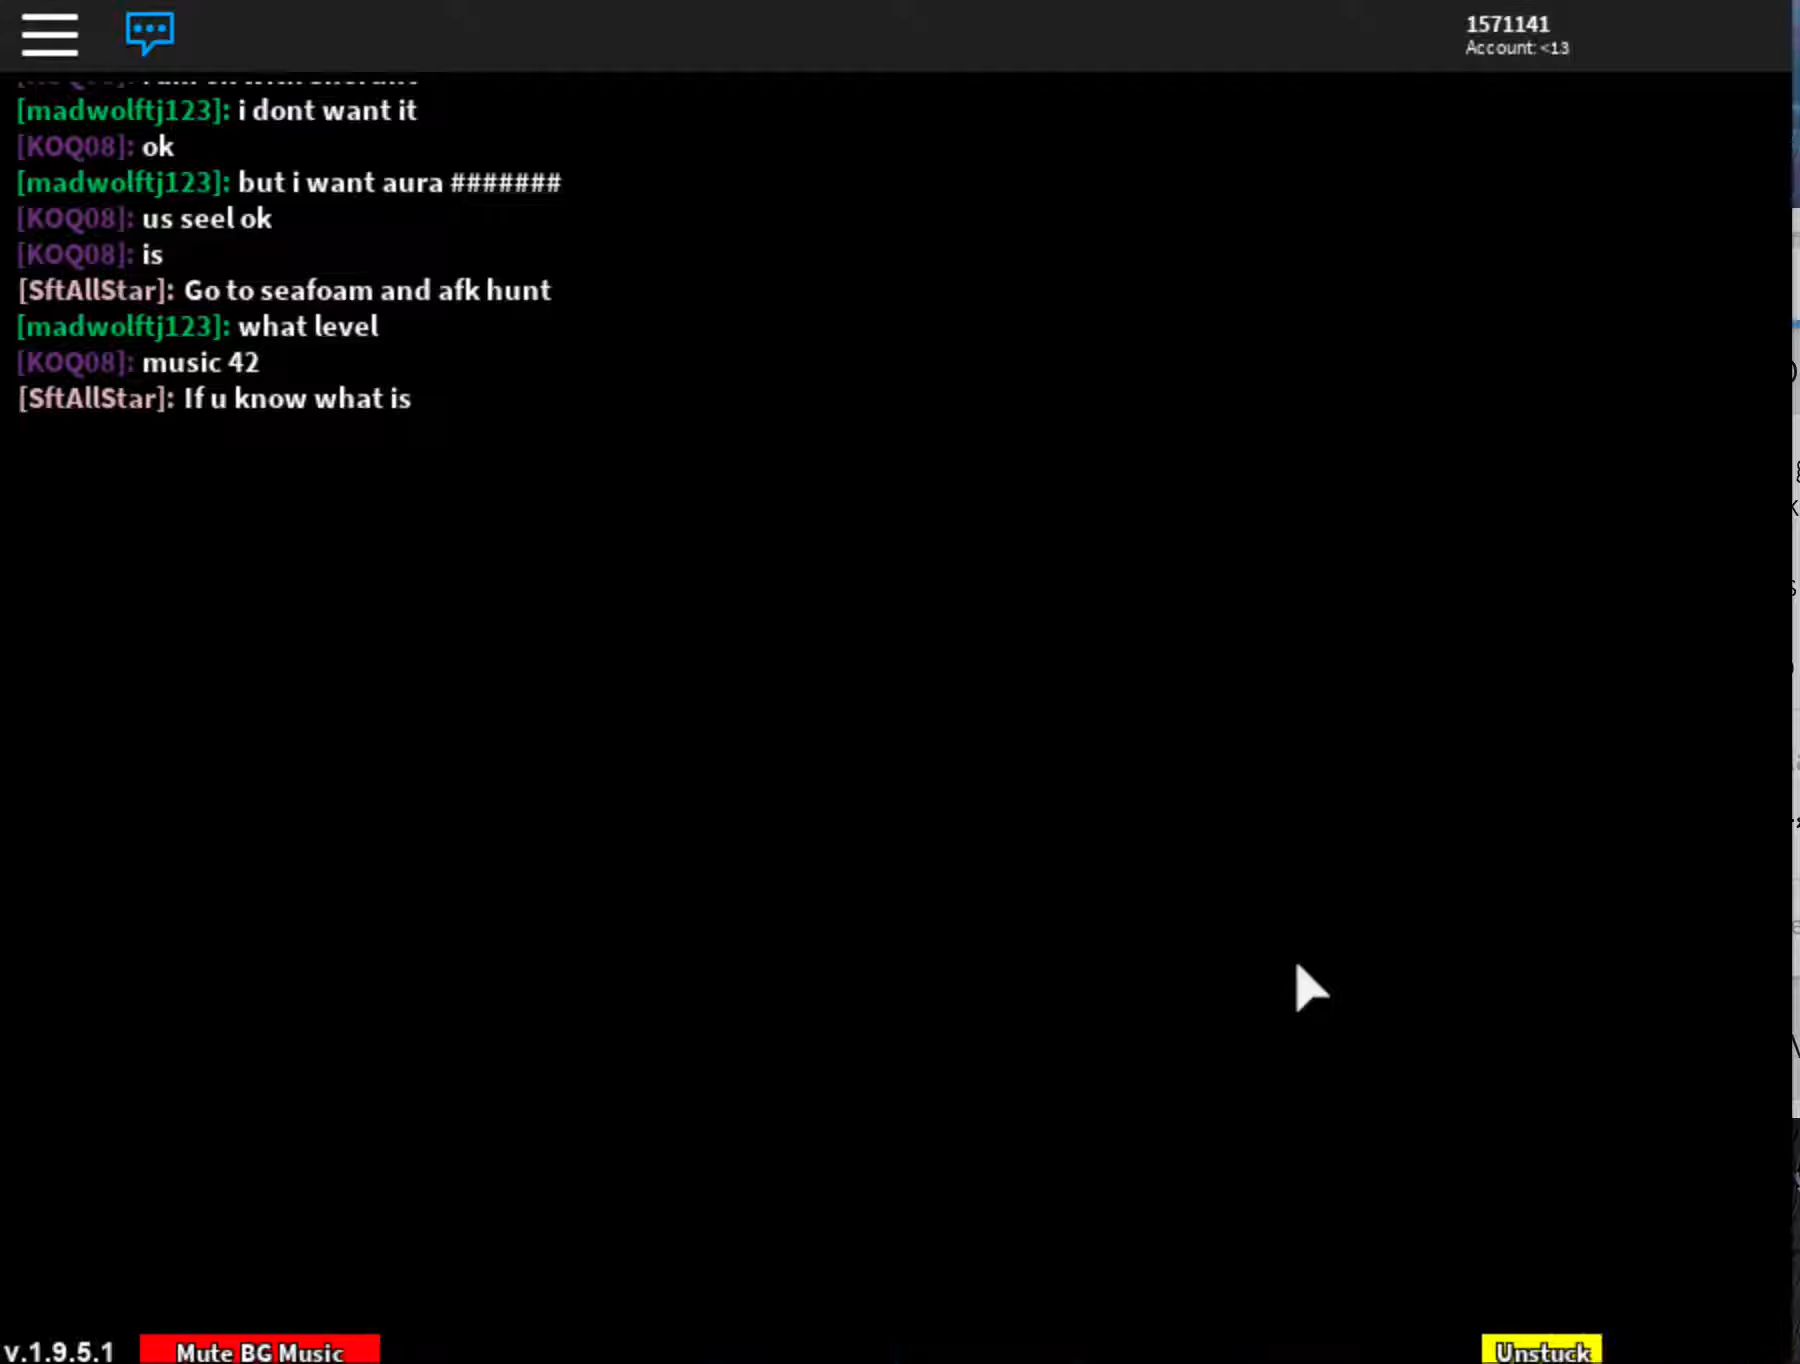 1571141
Account: <13
[madwolftj123]: i dont want it
[KOQ08]: ok
[madwolftj123]: but i want aura #######
[KOQ08]: us seel ok
[KOQ08]: is
[SftAllStar]: Go to seafoam and afk hunt
[madwolftj123]: what level
[KOQ08]: music 42
[SftAllStar]: If u know what is
v.1.9.5.1
Mute BG Music
Unstuck